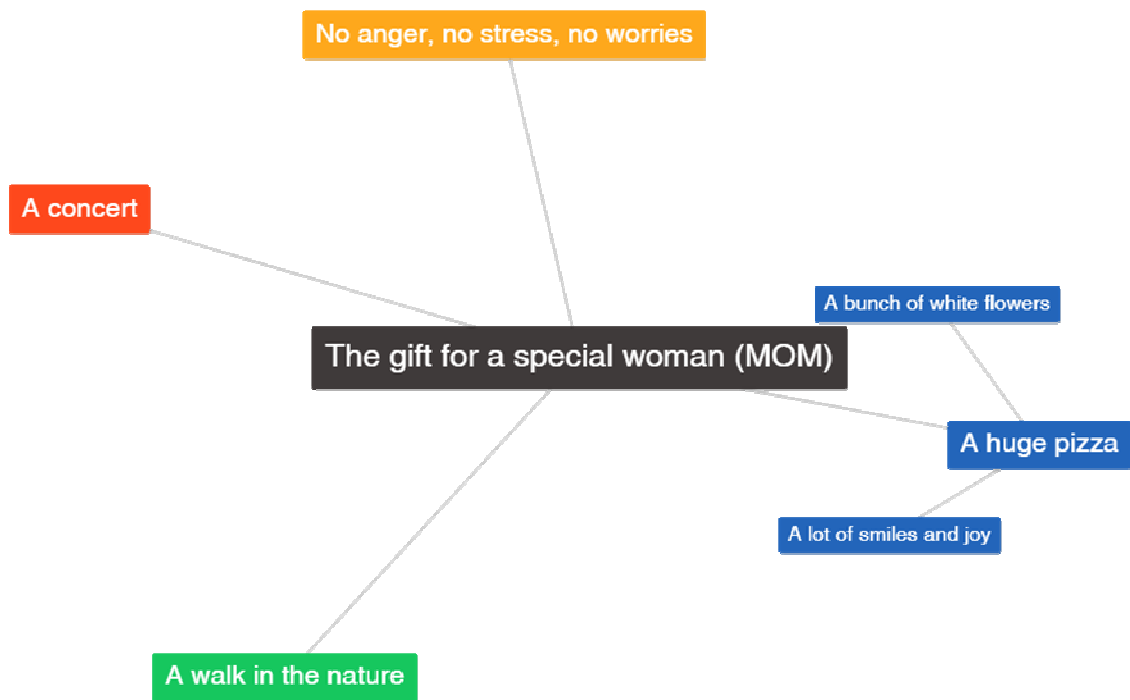 No anger, no stress, no worries
A concert
A bunch of white flowers
The gift for a special woman (MOM)
A huge pizza
A lot of smiles and joy
A walk in the nature